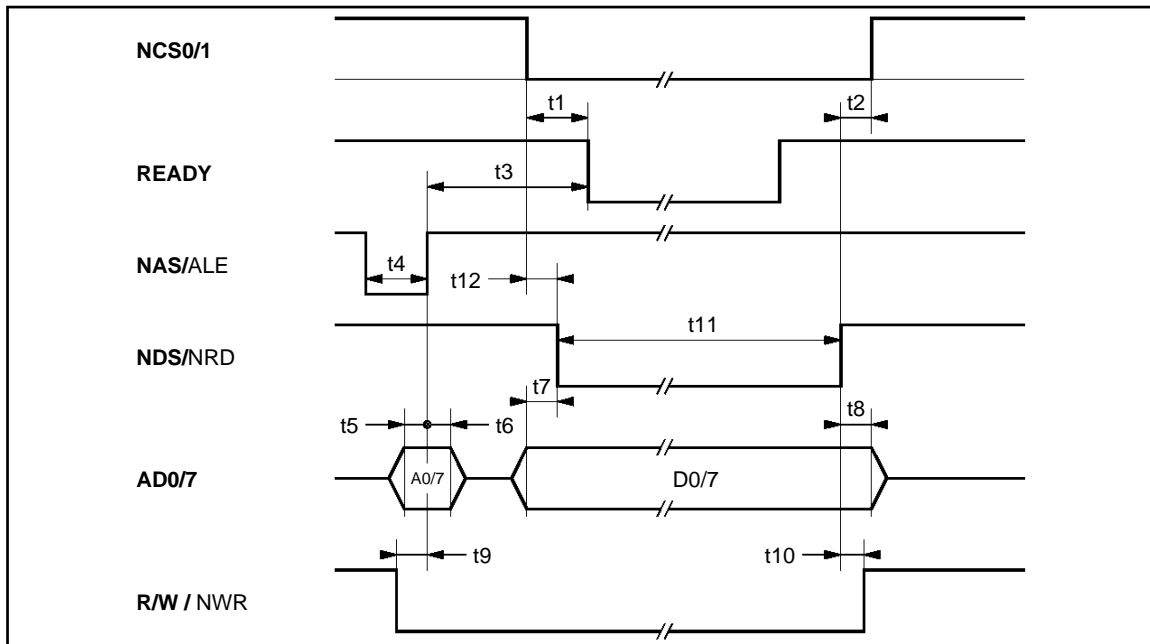 NCS0/1
t1
t2
READY
t3
NAS/ALE
t4
t12
t11
NDS/NRD
t7
t8
t5
t6
AD0/7
A0/7
D0/7
t9
t10
R/W / NWR